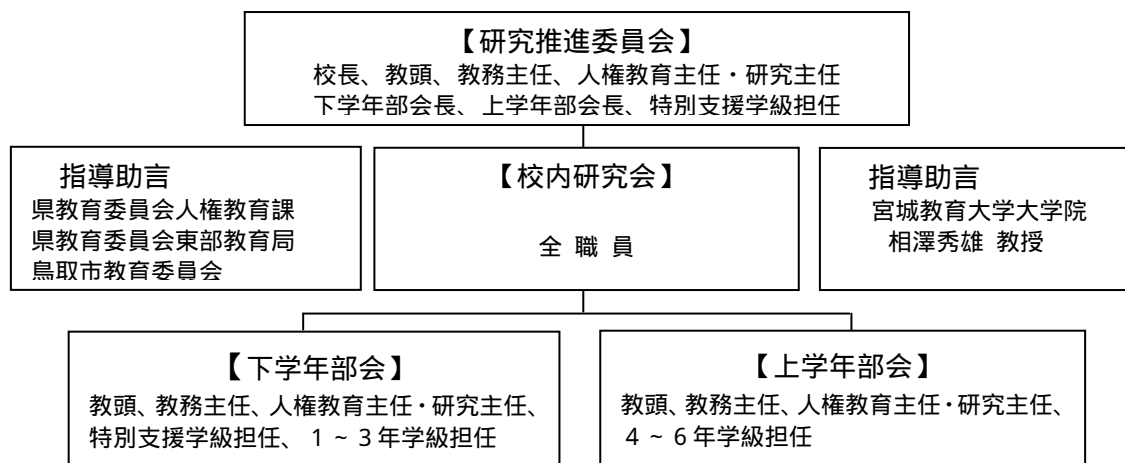 【研究推進委員会】
校長、教頭、教務主任、人権教育主任・研究主任
下学年部会長、上学年部会長、特別支援学級担任
指導助言
県教育委員会人権教育課
県教育委員会東部教育局
鳥取市教育委員会
【校内研究会】
全 職 員
指導助言
宮城教育大学大学院
相澤秀雄 教授
【下学年部会】
教頭、教務主任、人権教育主任・研究主任、
特別支援学級担任、 1 ~ 3 年学級担任
【上学年部会】
教頭、教務主任、人権教育主任・研究主任、
4 ~ 6 年学級担任